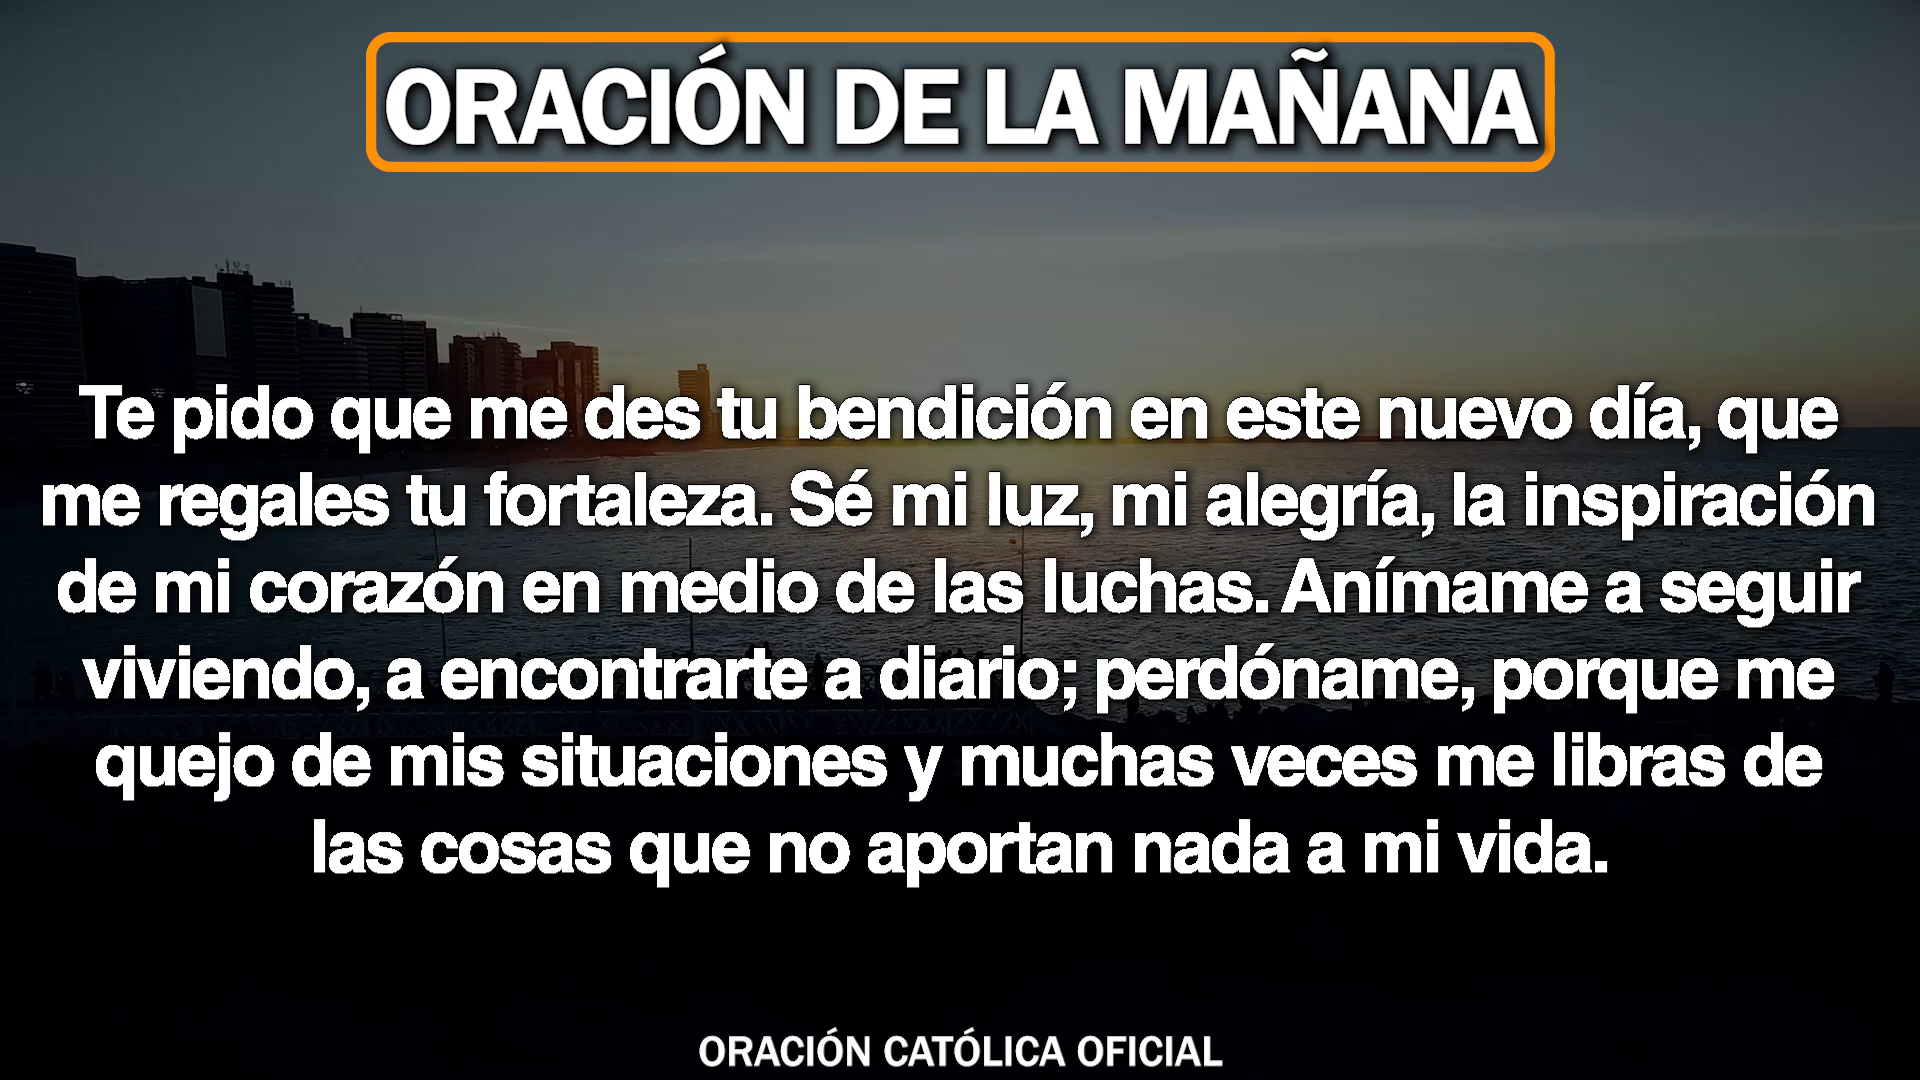 ORACIÓN DE LA MAÑANA
Te pido que me des tu bendición en este nuevo día, que
me regales tu fortaleza. Sé mi luz, mi alegría, la inspiración
de mi corazón en medio de las luchas. Anímame a seguir
viviendo, a encontrarte a diario; perdóname, porque me
quejo de mis situaciones y muchas veces me libras de
las cosas que no aportan nada a mi vida.
ORACIÓN CATÓLICA OFICIAL